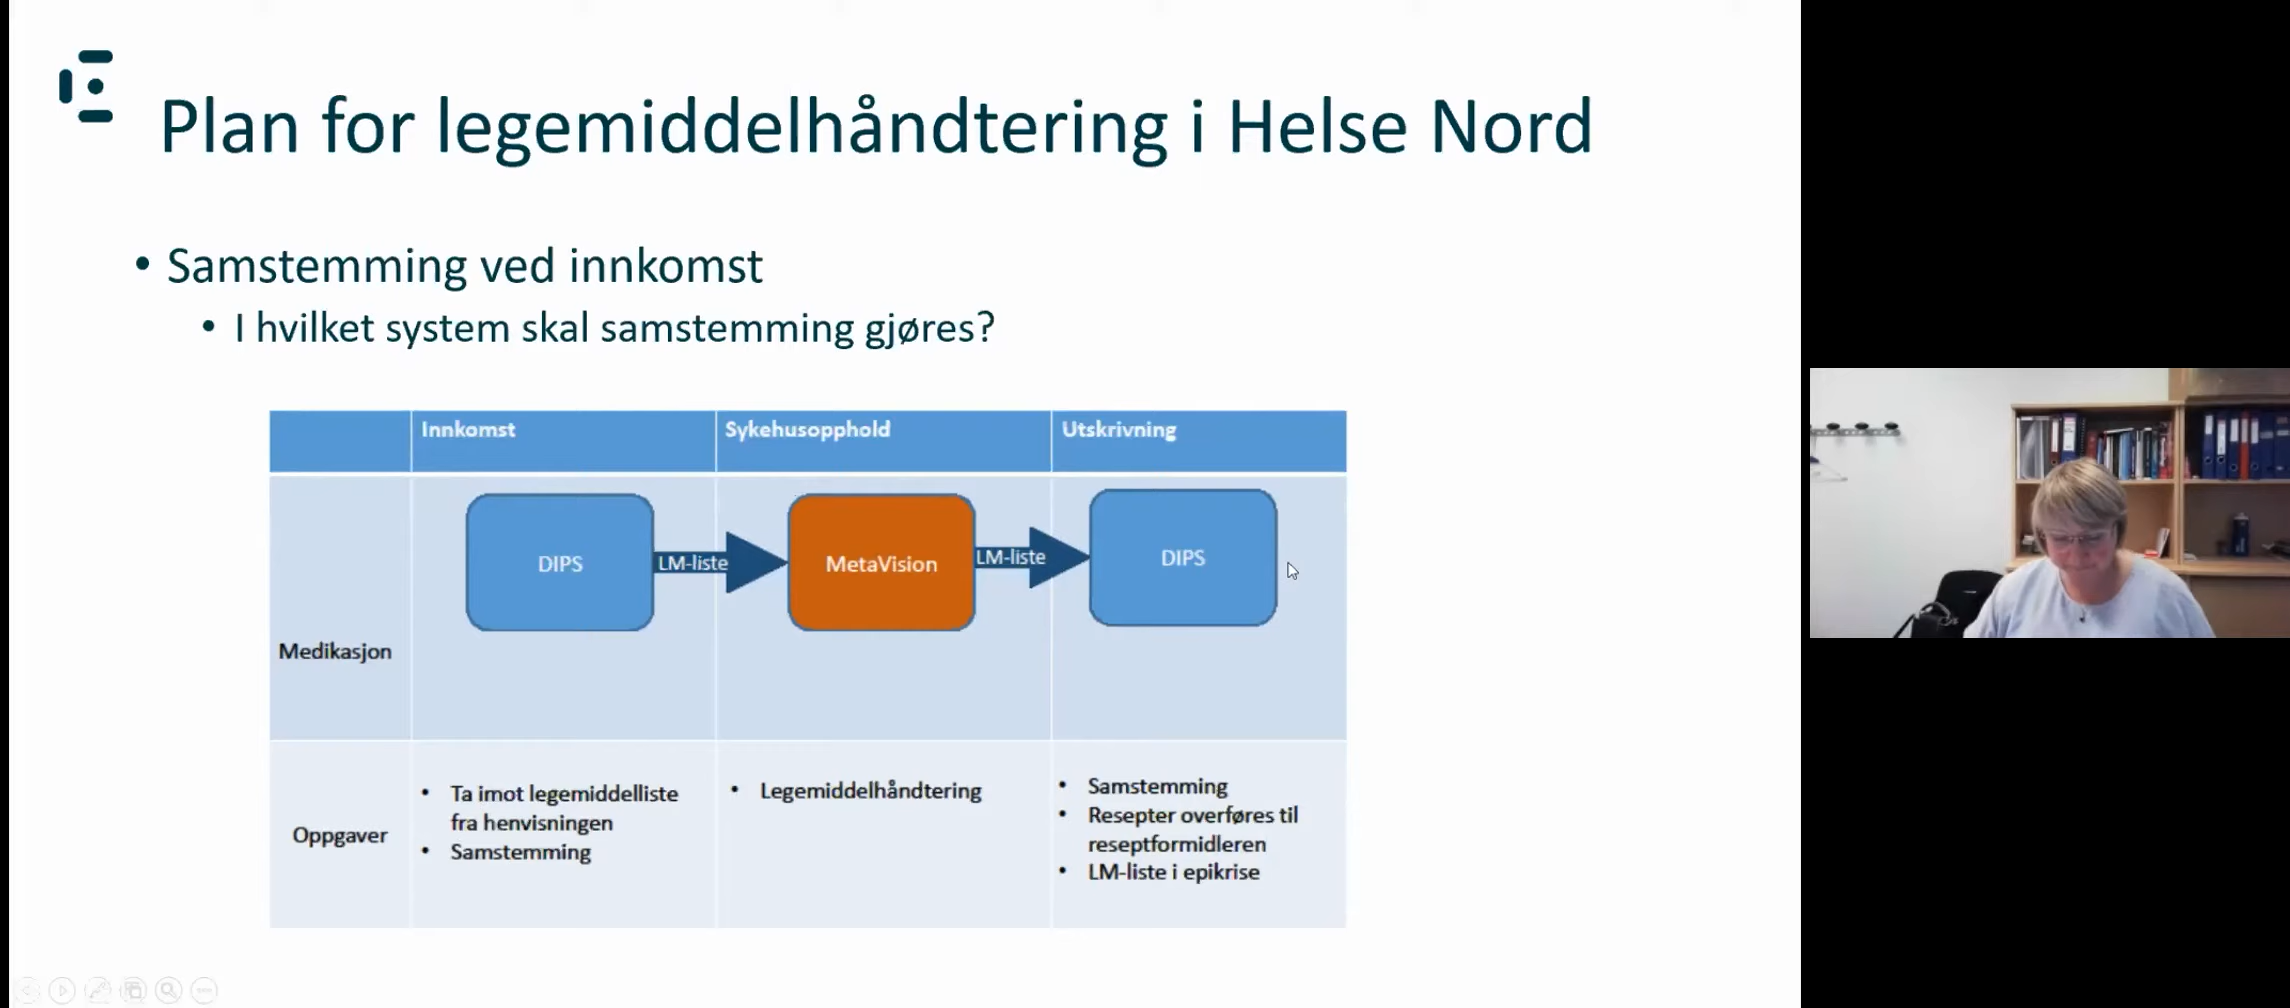 Plan for legemiddelhåndtering i Helse Nord
• Samstemming ved innkomst
• I hvilket system skal samstemming gjøres?
Innkomst
Sykehusopphold
Utskrivning
Medikasjon
DIPS
LM-liste
MetaVision
LM-liste
DIPS
Oppgaver
• Ta imot legemiddelliste
fra henvisningen
• Samstemming
• Legemiddelhåndtering
• Samstemming
• Resepter overføres til
reseptformidleren
• LM-liste i epikrise